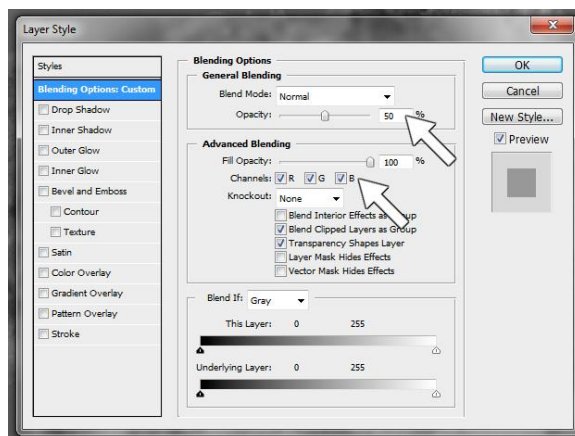 Layer Style
Styles
Blending Options: Custom
Drop Shadow
Inner Shadow
Outer Glow
Inner Glow
Bevel and Emboss
Contour
Texture
Satin
Color Overlay
Gradient Overlay
Pattern Overlay
Stroke
Blending Options
General Blending
Blend Mode: Normal
Opacity: 50 %
Advanced Blending
Fill Opacity: 100 %
Channels: R G B
Knockout: None
Blend Interior Effects as Group
Blend Clipped Layers as Group
Transparency Shapes Layer
Layer Mask Hides Effects
Vector Mask Hides Effects
Blend If: Gray
This Layer: 0 255
Underlying Layer: 0 255
OK
Cancel
New Style...
Preview